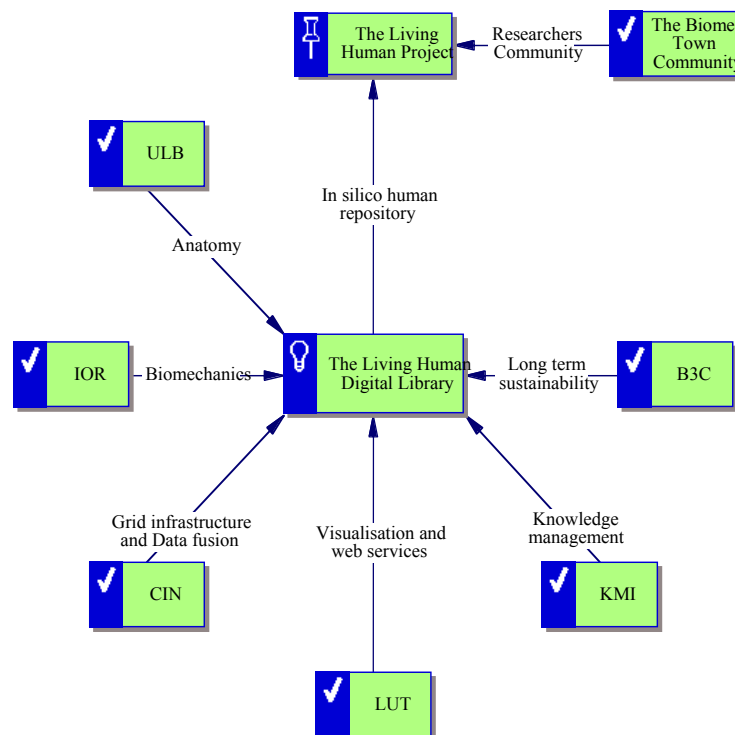 The Living
Human Project
Researchers
Community
The Biome
Town
Community
ULB
In silico human
repository
Anatomy
IOR
Biomechanics
The Living Human
Digital Library
Long term
sustainability
B3C
Grid infrastructure
and Data fusion
Visualisation and
web services
Knowledge
management
CIN
KMI
LUT